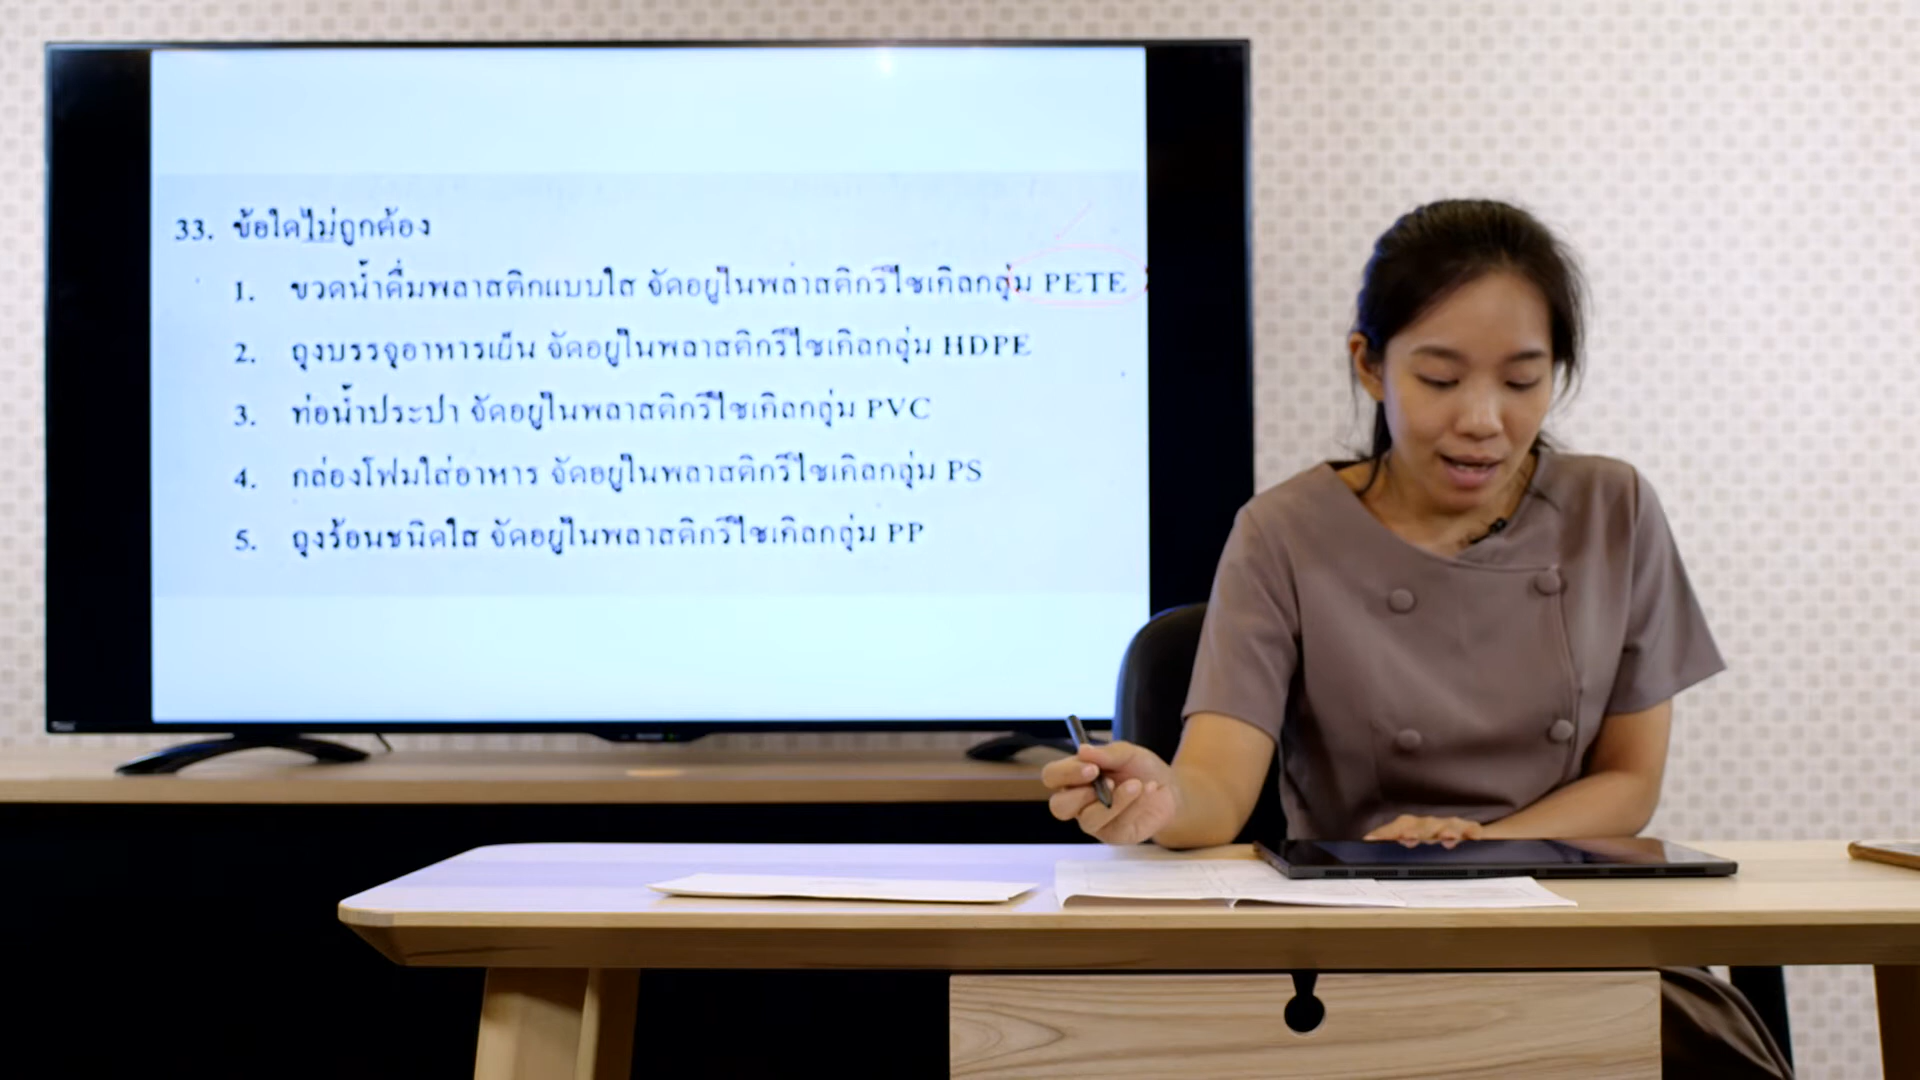 33. ข้อใดไม่ถูกต้อง
1. ขวดน้ำดื่มพลาสติกแบบใส จัดอยู่ในพลาสติกรีไซเคิลกลุ่ม PETE
2. ถุงบรรจุอาหารเย็น จัดอยู่ในพลาสติกรีไซเคิลกลุ่ม HDPE
3. ท่อน้ำประปา จัดอยู่ในพลาสติกรีไซเคิลกลุ่ม PVC
4. กล่องโฟมใส่อาหาร จัดอยู่ในพลาสติกรีไซเคิลกลุ่ม PS
5. ถุงร้อนชนิดใส จัดอยู่ในพลาสติกรีไซเคิลกลุ่ม PP